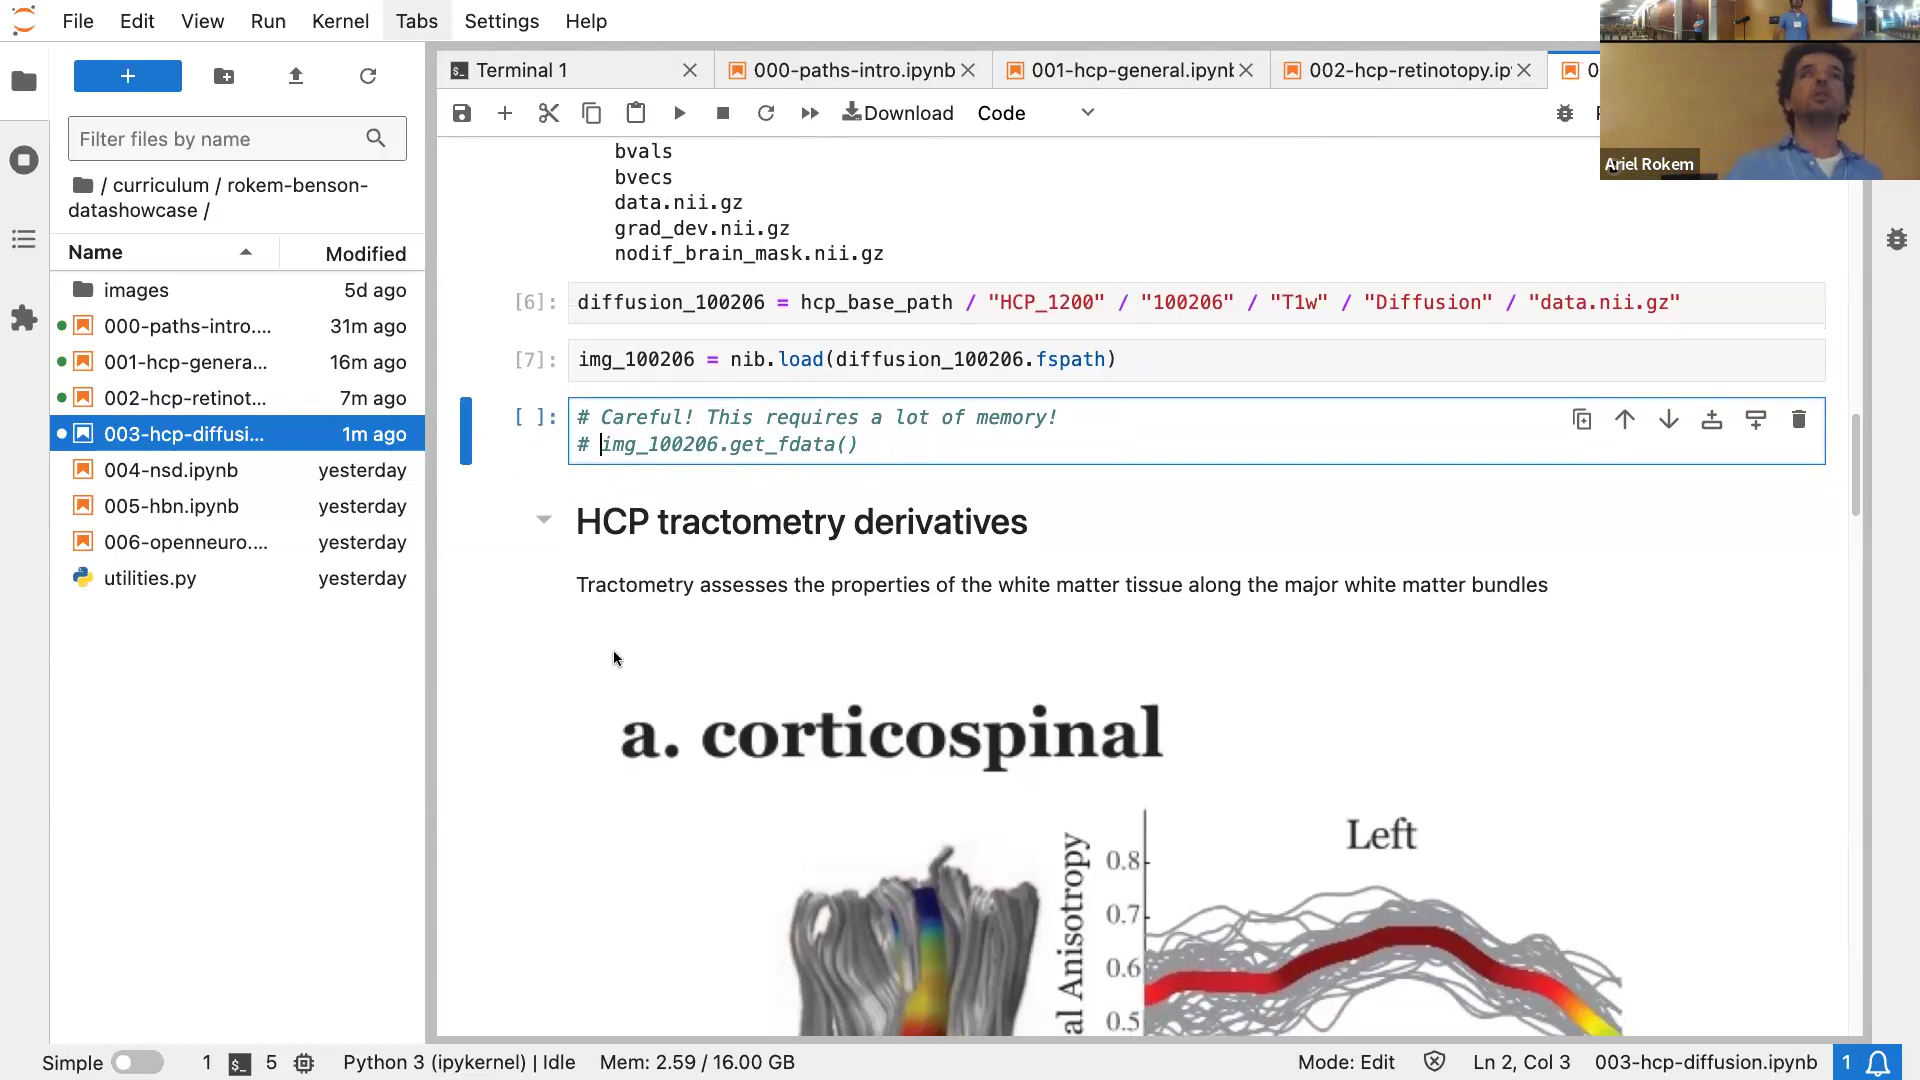 File Edit View Run Kernel Tabs Settings Help
Terminal 1
000-paths-intro.ipynb
001-hcp-general.ipynb
002-hcp-retinotopy.ip
0
Download
Code
Filter files by name
/ curriculum / rokem-benson-
datashowcase /
Name Modified
images 5d ago
000-paths-intro.... 31m ago
001-hcp-genera... 16m ago
002-hcp-retinot... 7m ago
003-hcp-diffusi... 1m ago
004-nsd.ipynb yesterday
005-hbn.ipynb yesterday
006-openneuro.... yesterday
utilities.py yesterday
Ariel Rokem
bvals
bvecs
data.nii.gz
grad_dev.nii.gz
nodif_brain_mask.nii.gz
[6]: diffusion_100206 = hcp_base_path / "HCP_1200" / "100206" / "T1w" / "Diffusion" / "data.nii.gz"
[7]: img_100206 = nib.load(diffusion_100206.fspath)
[ ]: # Careful! This requires a lot of memory!
# img_100206.get_fdata()
HCP tractometry derivatives
Tractometry assesses the properties of the white matter tissue along the major white matter bundles
a. corticospinal
Left
al Anisotropy
0.8
0.7
0.6
0.5
Simple 1 5 Python 3 (ipykernel) | Idle Mem: 2.59 / 16.00 GB Mode: Edit Ln 2, Col 3 003-hcp-diffusion.ipynb 1